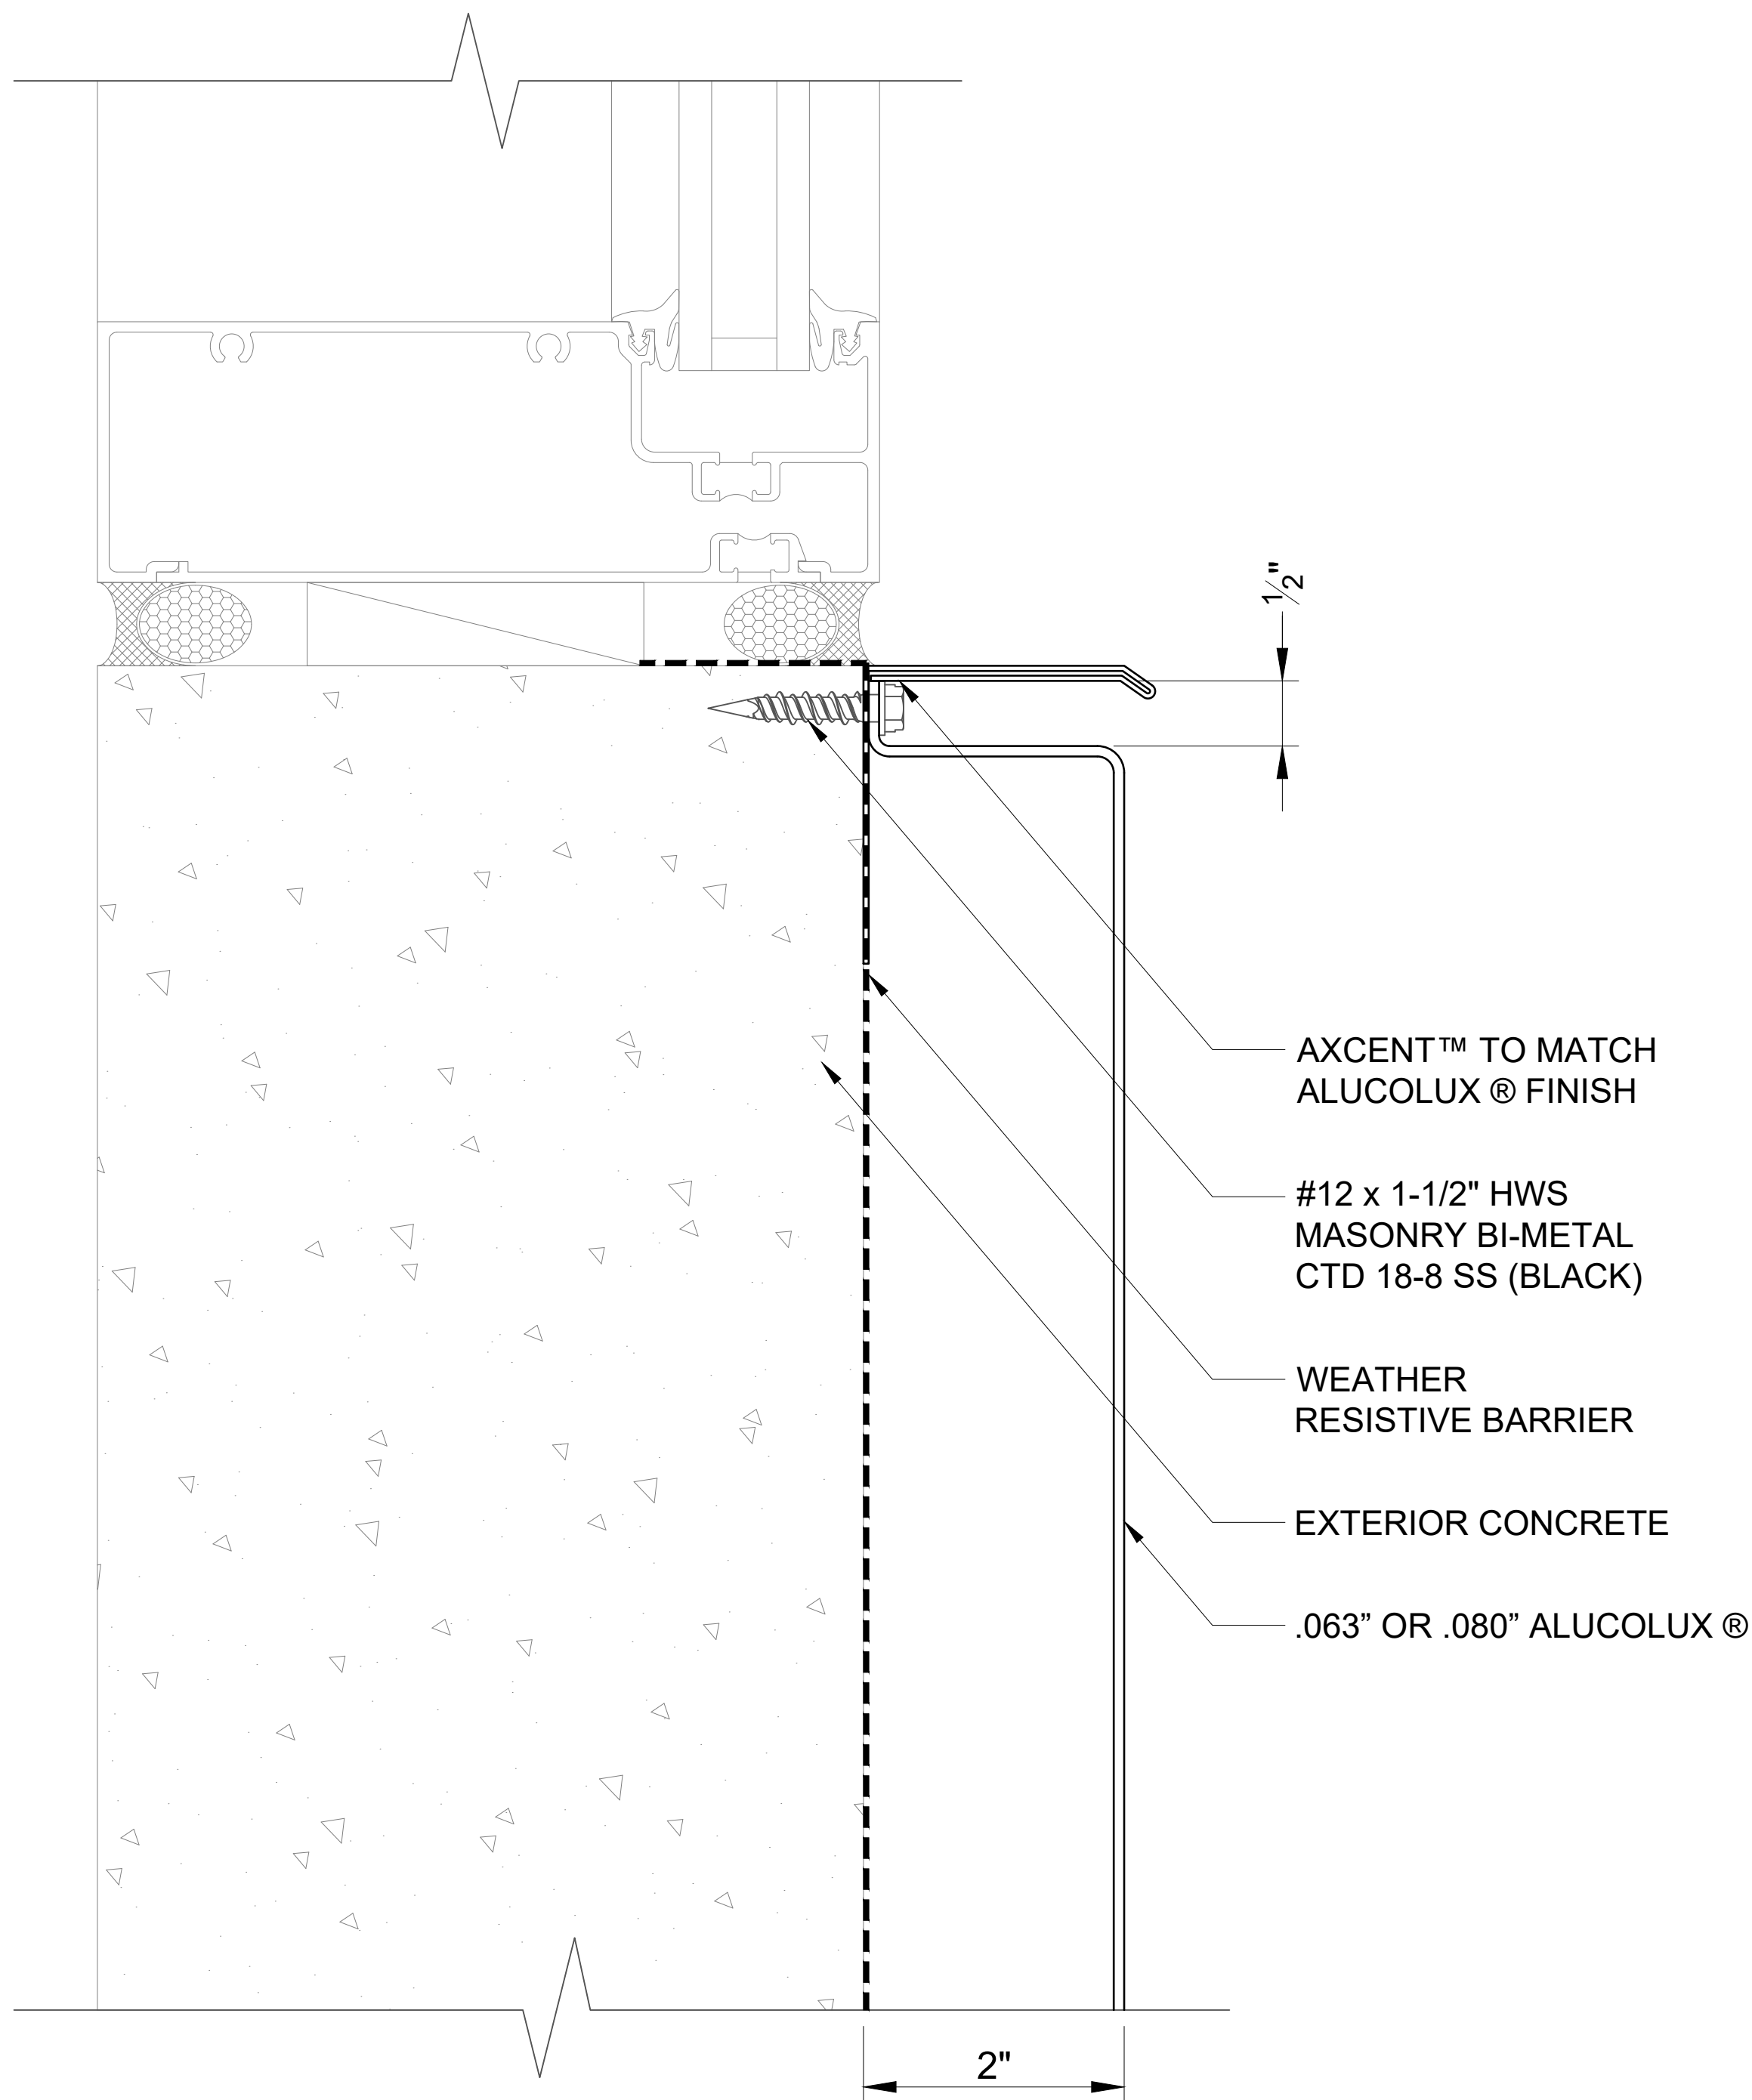 1/2"
AXCENT™ TO MATCH
ALUCOLUX ® FINISH
#12 x 1-1/2" HWS
MASONRY BI-METAL
CTD 18-8 SS (BLACK)
WEATHER
RESISTIVE BARRIER
EXTERIOR CONCRETE
.063” OR .080” ALUCOLUX ®
2"